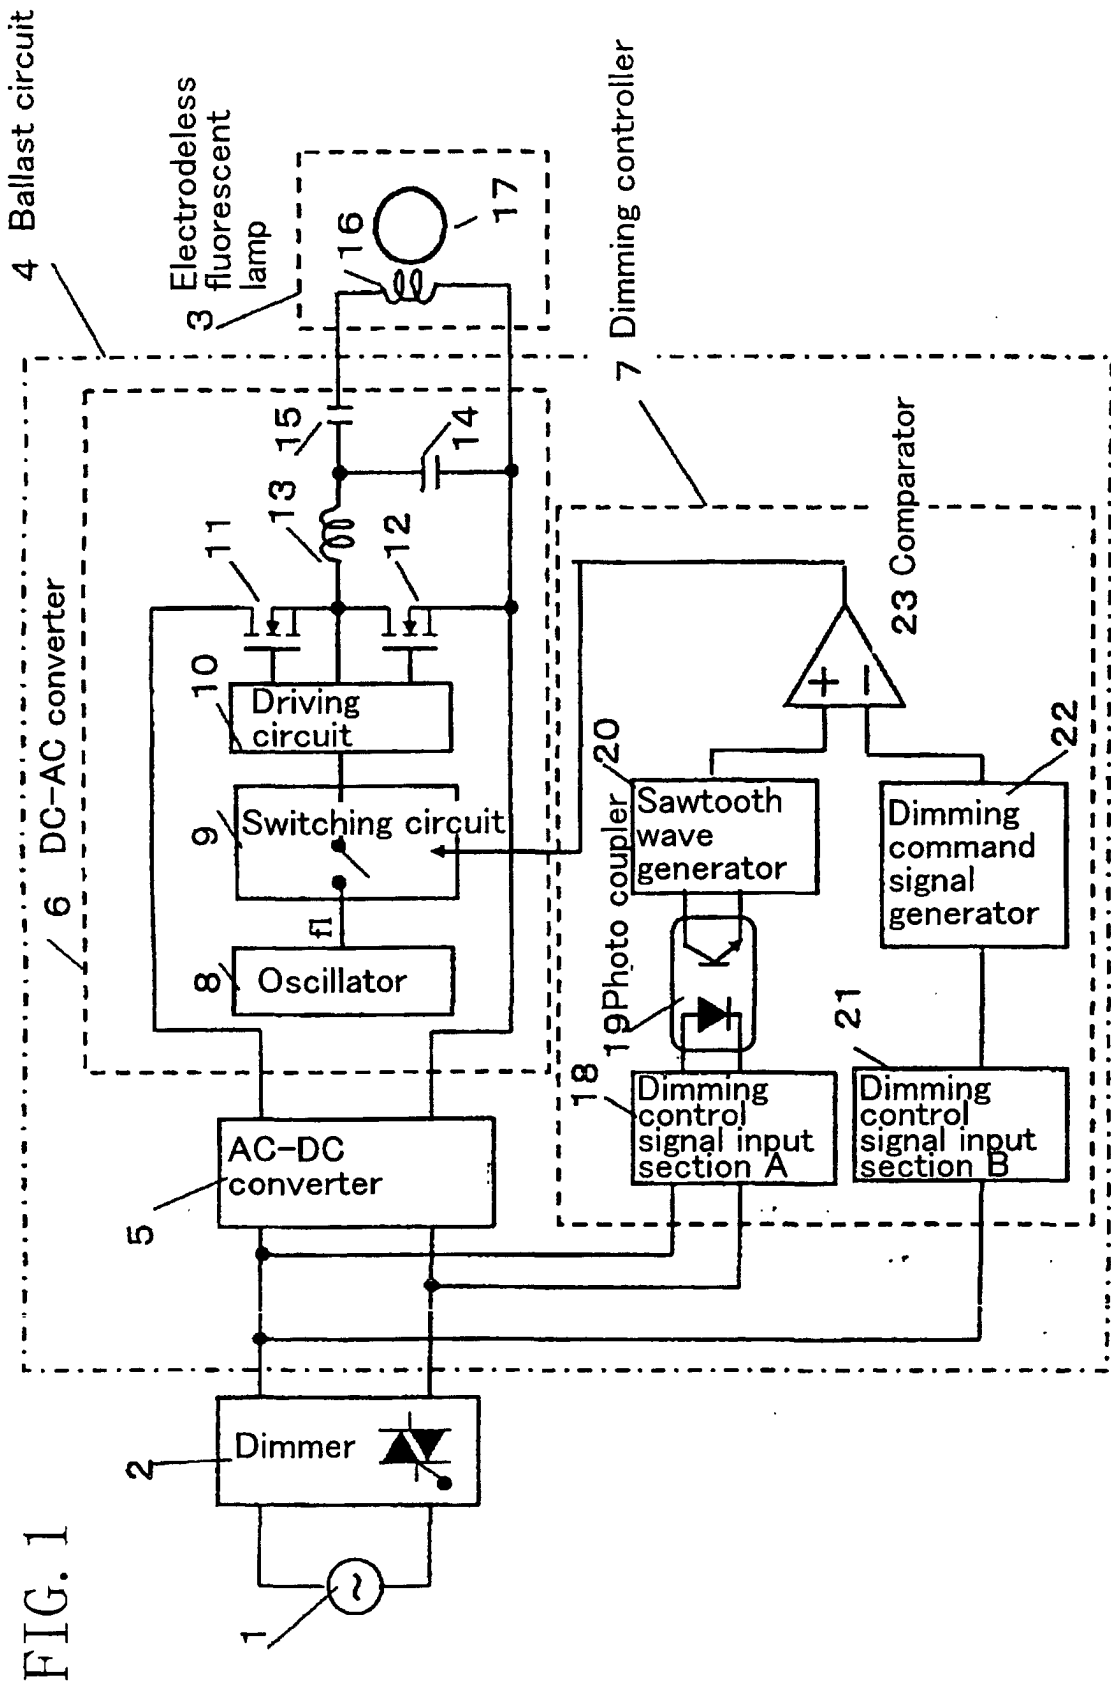 FIG. 1
4 Ballast circuit
6 DC-AC converter
3
Electrodeless
fluorescent
lamp
7 Dimming controller
1
2
Dimmer
~
5
AC-DC
converter
8
Oscillator
f1
9
Switching circuit
10
Driving
circuit
11
12
13
14
15
16
17
18
Dimming
control
signal input
section A
19 Photo coupler
20
Sawtooth
wave
generator
21
Dimming
control
signal input
section B
22
Dimming
command
signal
generator
23 Comparator
+
−